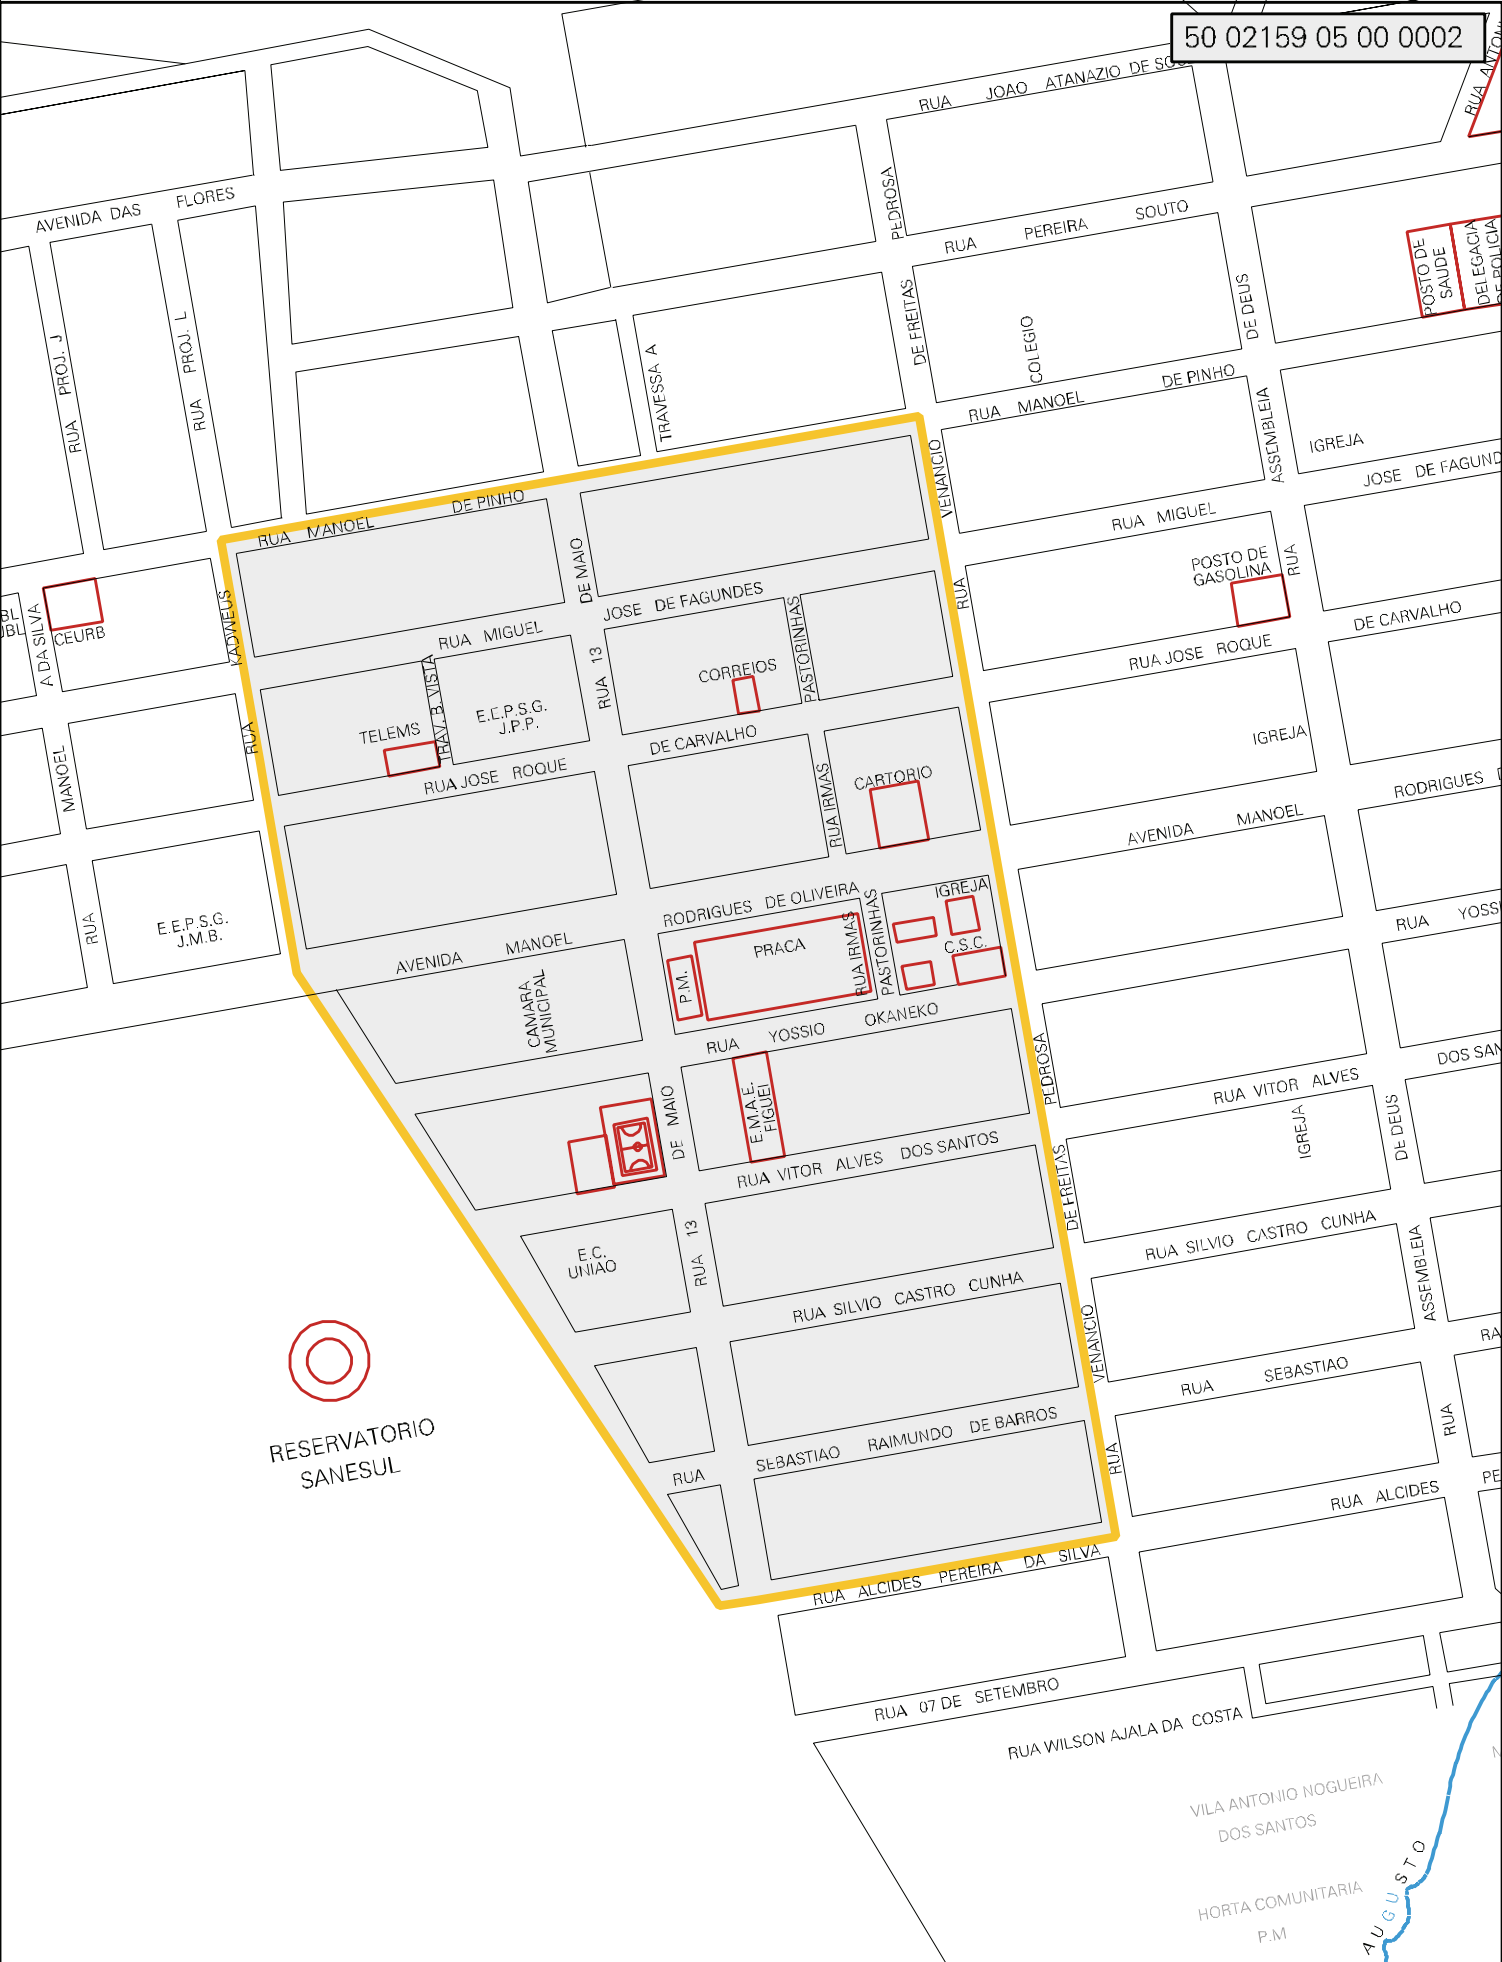 50 02159 05 00 0002
RUA JOAO ATANAZIO DE
RUA
AVENIDA DAS FLORES
PEDROSA
RUA PEREIRA SOUTO
POSTO DE
SAUDE
DELEGACIA
DE POLICIA
DE FREITAS
DE DEUS
COLEGIO
RUA PROJ. J
RUA PROJ. L
TRAVESSA A
RUA MANOEL DE PINHO
ASSEMBLEIA
IGREJA
JOSE DE FAGUND
VENANCIO
RUA MANOEL DE PINHO
RUA MIGUEL
DE MAIO
POSTO DE
GASOLINA
RUA
RUA
JOSE DE FAGUNDES
DE CARVALHO
CEURB
A DA SILVA
KADWEUS
RUA MIGUEL
RUA 13
PASTORINHAS
RUA JOSE ROQUE
CORREIOS
TRAV. B. VISTA
E.E.P.S.G.
J.P.P.
TELEMS
RUA
DE CARVALHO
IGREJA
MANOEL
RUA JOSE ROQUE
RUA IRMAS
CARTORIO
RODRIGUES
AVENIDA MANOEL
RODRIGUES DE OLIVEIRA
IGREJA
RUA YOSSI
RUA
E.E.P.S.G.
J.M.B.
AVENIDA MANOEL
PRACA
RUA IRMAS
PASTORINHAS
C.S.C.
P.M.
CAMARA
MUNICIPAL
RUA YOSSIO OKANEKO
PEDROSA
DOS SAN
RUA VITOR ALVES
DE MAIO
E.M.A.E.
FIGUEI
IGREJA
DE DEUS
RUA VITOR ALVES DOS SANTOS
DE FREITAS
RUA 13
E.C.
UNIAO
RUA SILVIO CASTRO CUNHA
ASSEMBLEIA
RUA SILVIO CASTRO CUNHA
VENANCIO
RA
RUA SEBASTIAO
RUA
RESERVATORIO
SANESUL
RUA SEBASTIAO RAIMUNDO DE BARROS
RUA
PE
RUA ALCIDES
RUA ALCIDES PEREIRA DA SILVA
RUA 07 DE SETEMBRO
RUA WILSON AJALA DA COSTA
VILA ANTONIO NOGUEIRA
DOS SANTOS
HORTA COMUNITARIA
P.M
AUGUSTO